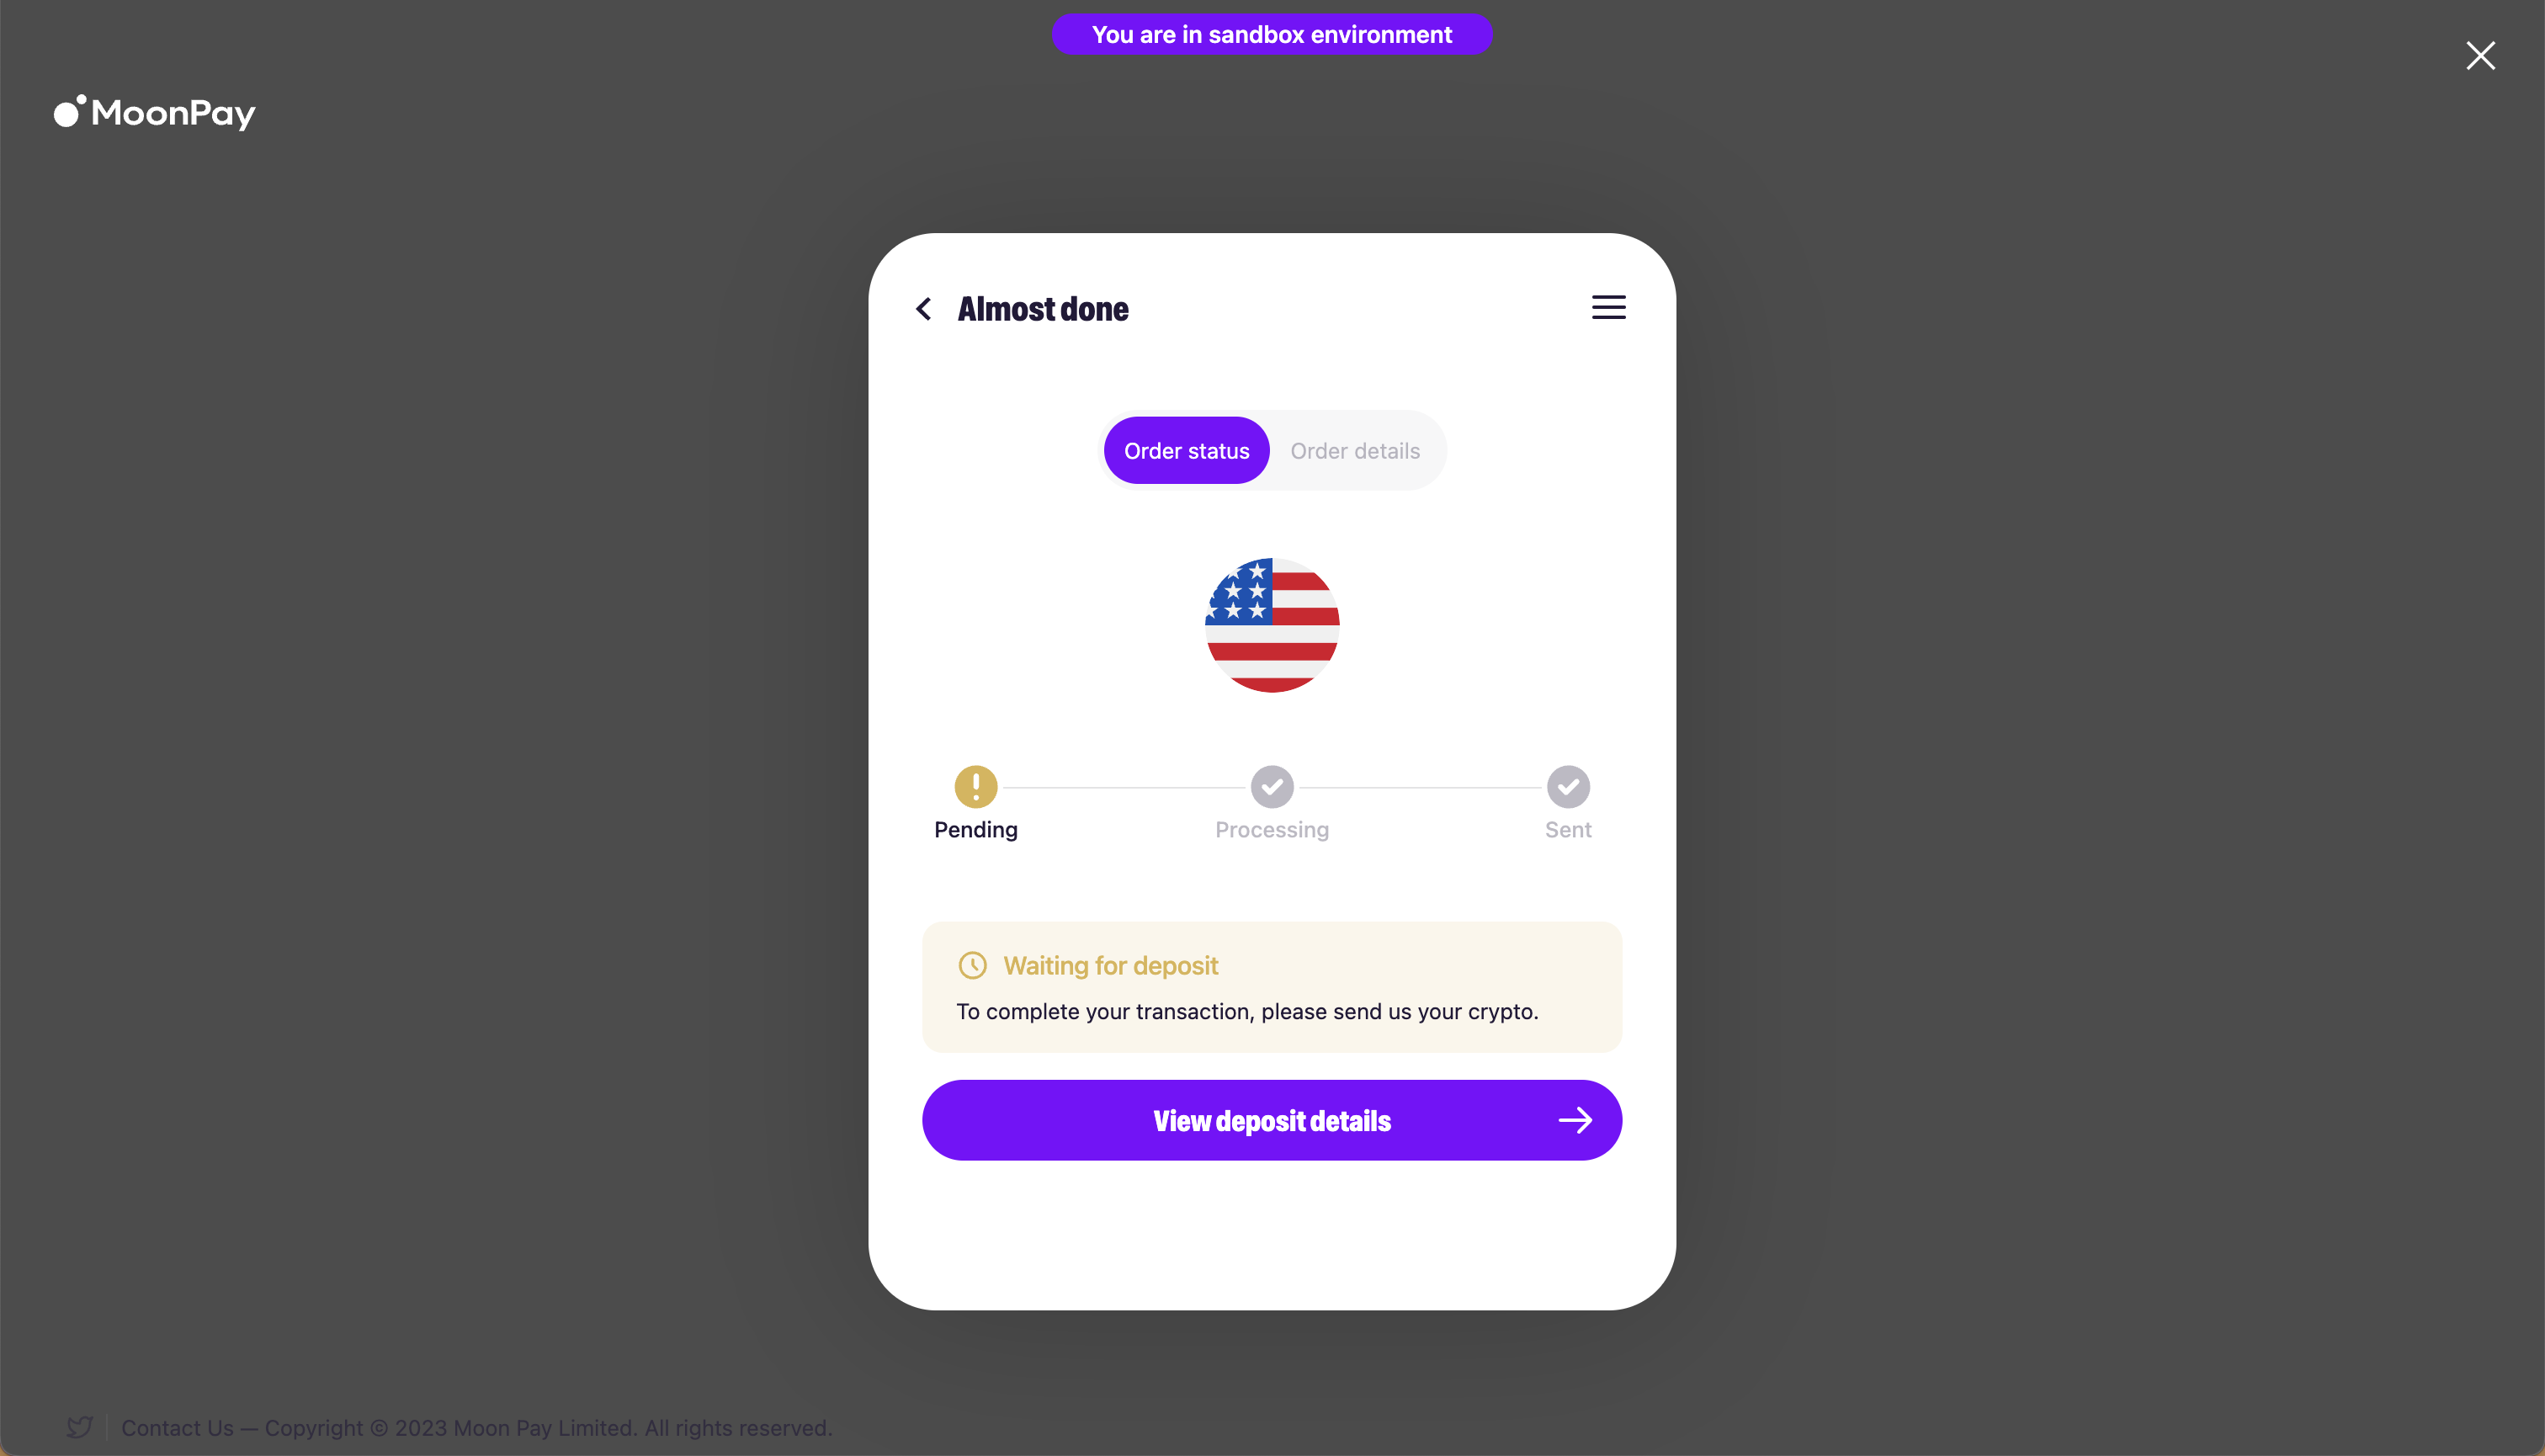 You are in sandbox environment
MoonPay
Almost done
Order status
Order details
Pending
Processing
Sent
Waiting for deposit
To complete your transaction, please send us your crypto.
View deposit details
Contact Us — Copyright © 2023 Moon Pay Limited. All rights reserved.